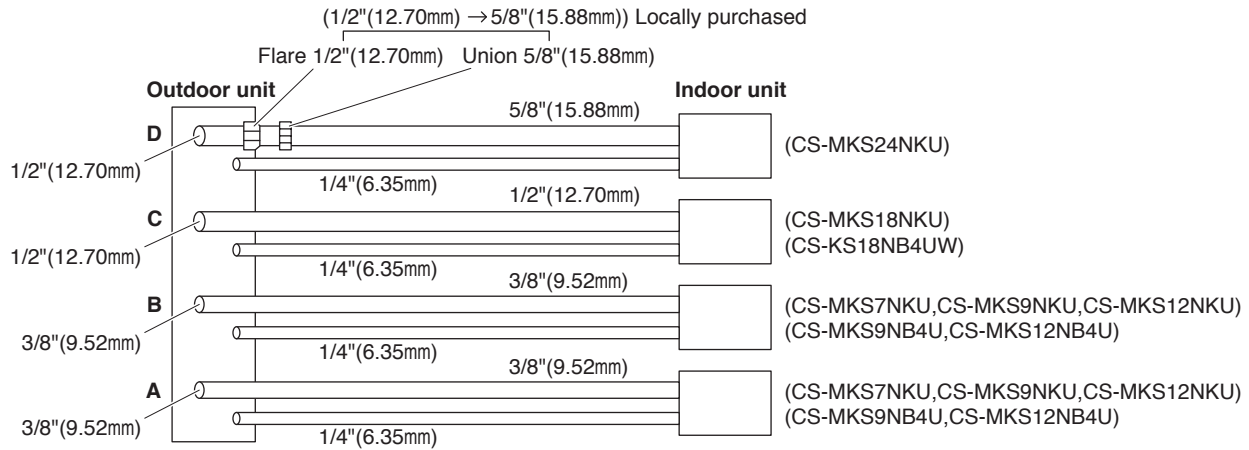 (1/2"(12.70mm) →5/8"(15.88mm)) Locally purchased
Flare 1/2"(12.70mm) Union 5/8"(15.88mm)
Outdoor unit
Indoor unit
D
5/8"(15.88mm)
(CS-MKS24NKU)
1/2"(12.70mm)
1/4"(6.35mm)
1/2"(12.70mm)
C
(CS-MKS18NKU)
(CS-KS18NB4UW)
1/2"(12.70mm)
1/4"(6.35mm)
3/8"(9.52mm)
B
(CS-MKS7NKU,CS-MKS9NKU,CS-MKS12NKU)
(CS-MKS9NB4U,CS-MKS12NB4U)
3/8"(9.52mm)
1/4"(6.35mm)
3/8"(9.52mm)
A
(CS-MKS7NKU,CS-MKS9NKU,CS-MKS12NKU)
(CS-MKS9NB4U,CS-MKS12NB4U)
3/8"(9.52mm)
1/4"(6.35mm)